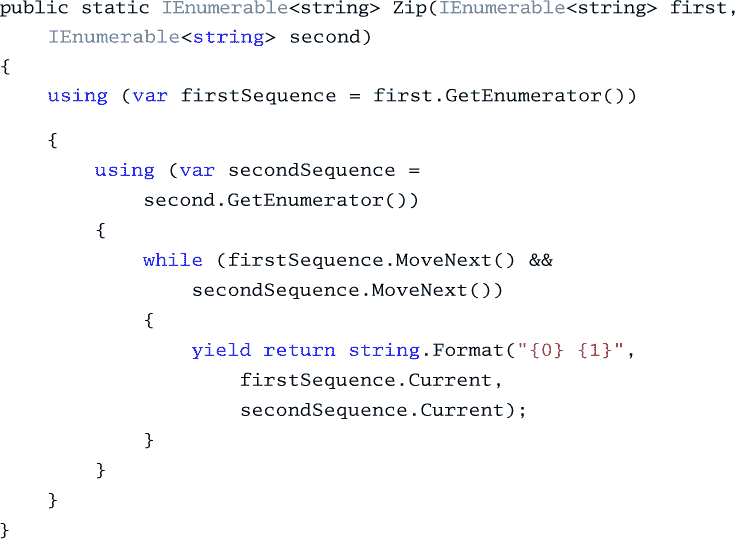 public static IEnumerable<string> Zip(IEnumerable<string> first,
    IEnumerable<string> second)
{
    using (var firstSequence = first.GetEnumerator())
    {
        using (var secondSequence =
            second.GetEnumerator())
        {
            while (firstSequence.MoveNext() &&
                secondSequence.MoveNext())
            {
                yield return string.Format("{0} {1}",
                    firstSequence.Current,
                    secondSequence.Current);
            }
        }
    }
}